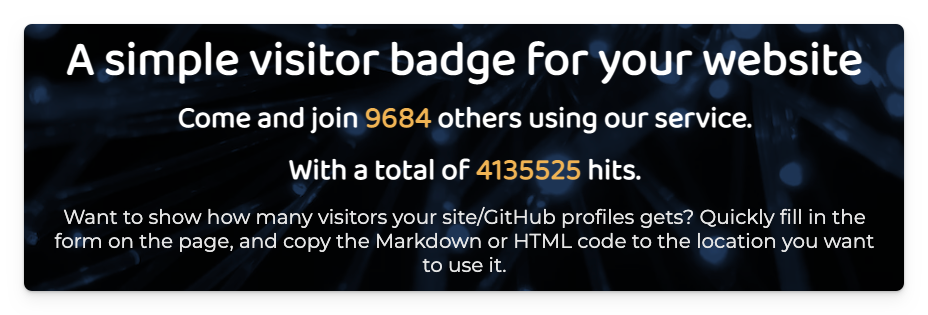 A simple visitor badge for your website
Come and join 9684 others using our service.
With a total of 4135525 hits.
Want to show how many visitors your site/GitHub profiles gets? Quickly fill in the
form on the page, and copy the Markdown or HTML code to the location you want
to use it.